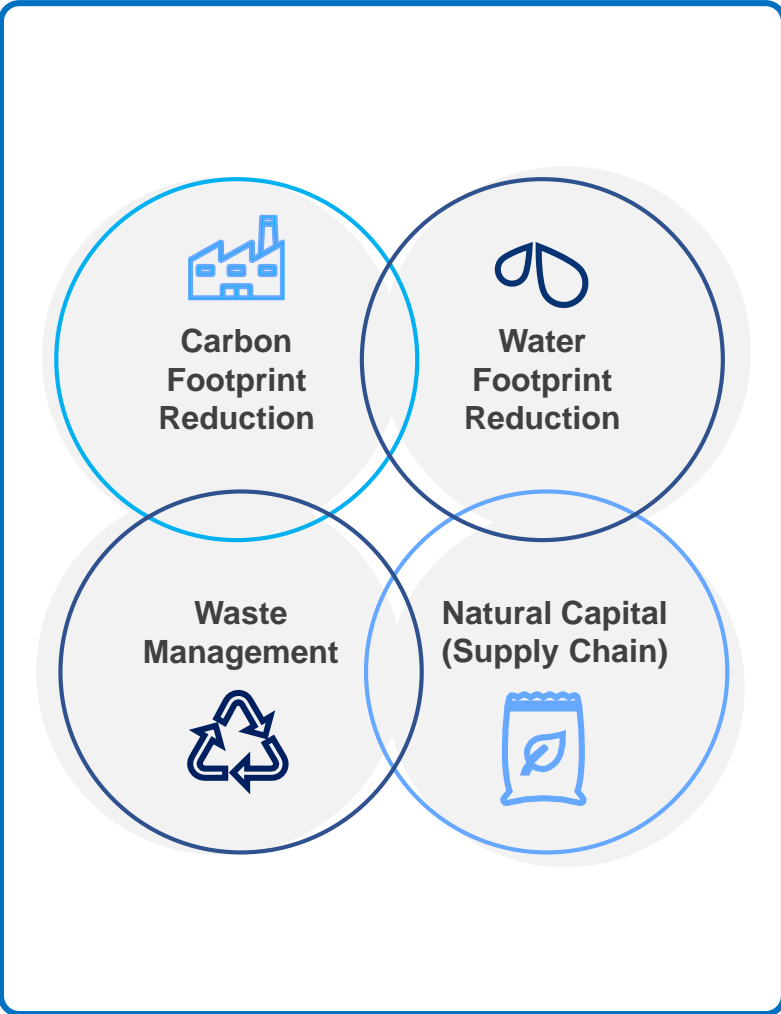 Carbon
Footprint
Reduction
Water
Footprint
Reduction
Waste
Management
Natural Capital
(Supply Chain)